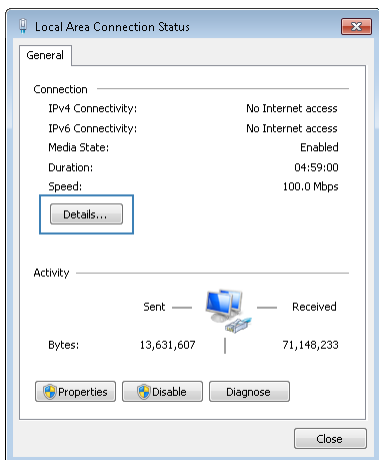 Local Area Connection Status
General
Connection
IPv4 Connectivity: No Internet access
IPv6 Connectivity: No Internet access
Media State: Enabled
Duration: 04:59:00
Speed: 100.0 Mbps
Details...
Activity
Sent — — Received
Bytes: 13,631,607 | 71,148,233
Properties Disable Diagnose
Close